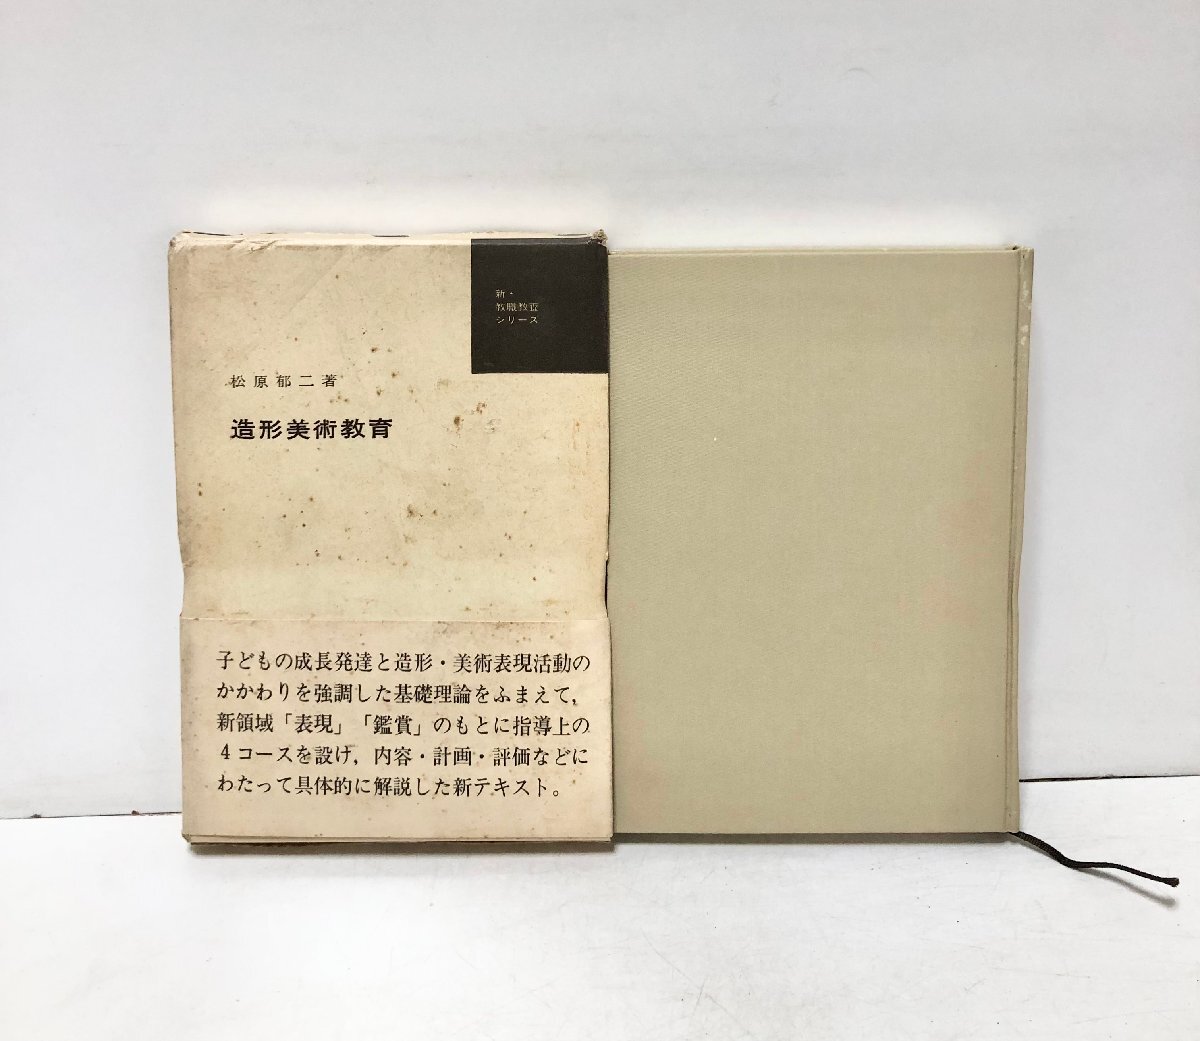 新・
教職教養
シリーズ
松原郁二著
造形美術教育
子どもの成長発達と造形・美術表現活動の
かかわりを強調した基礎理論をふまえて，
新領域「表現」「鑑賞」のもとに指導上の
4コースを設け，内容・計画・評価などに
わたって具体的に解説した新テキスト。